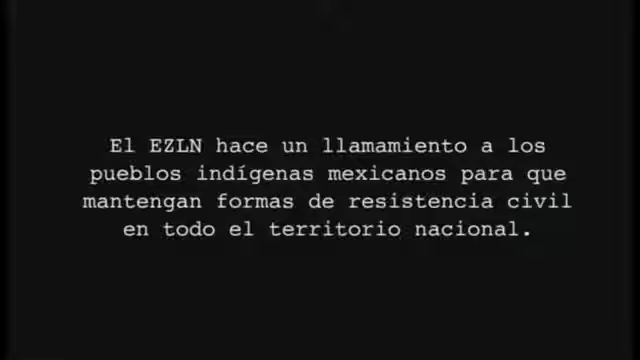 El EZLN hace un llamamiento a los
pueblos indígenas mexicanos para que
mantengan formas de resistencia civil
en todo el territorio nacional.